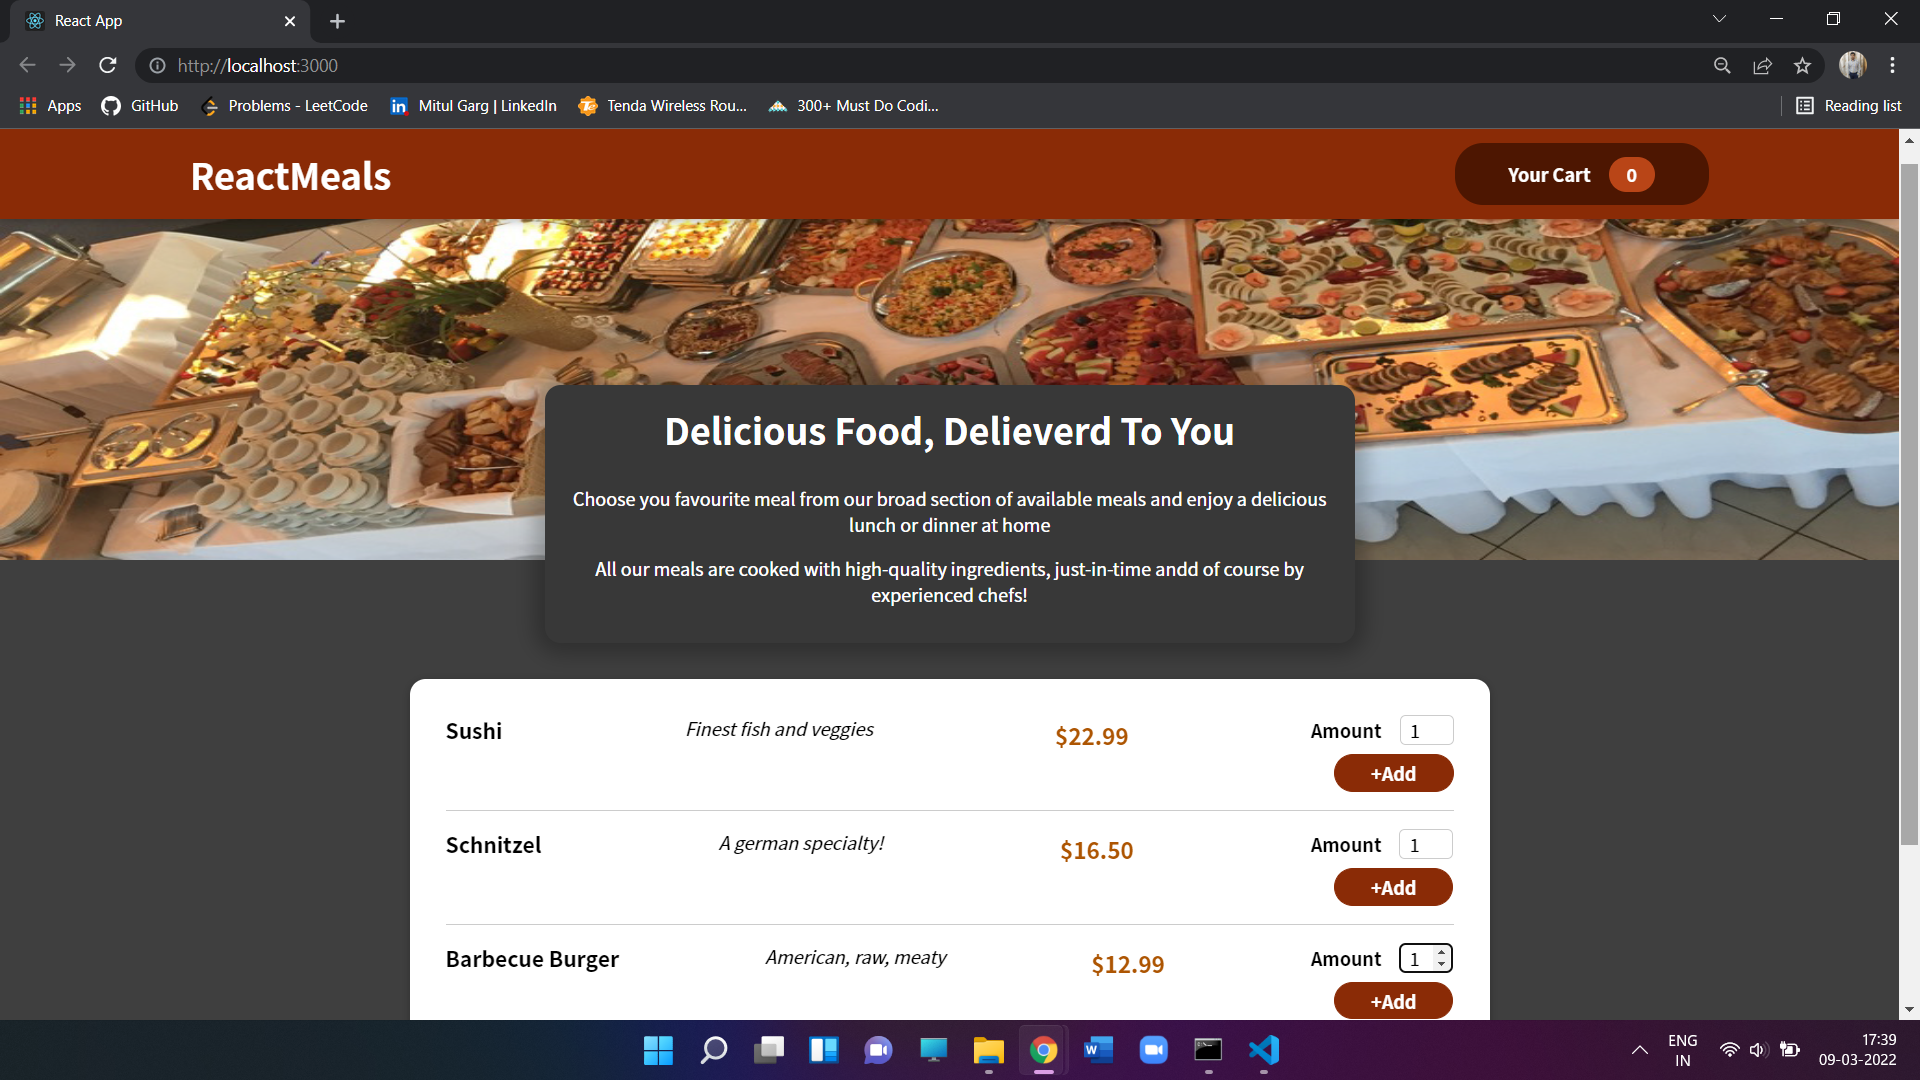 React App
http://localhost:3000
Apps
GitHub
Problems - LeetCode
Mitul Garg | LinkedIn
Tenda Wireless Rou...
300+ Must Do Codi...
Reading list
ReactMeals
Your Cart 0
Delicious Food, Delieverd To You
Choose you favourite meal from our broad section of available meals and enjoy a delicious
lunch or dinner at home
All our meals are cooked with high-quality ingredients, just-in-time andd of course by
experienced chefs!
Sushi Finest fish and veggies $22.99 Amount 1
+Add
Schnitzel A german specialty! $16.50 Amount 1
+Add
Barbecue Burger American, raw, meaty $12.99 Amount 1
+Add
ENG
IN
17:39
09-03-2022